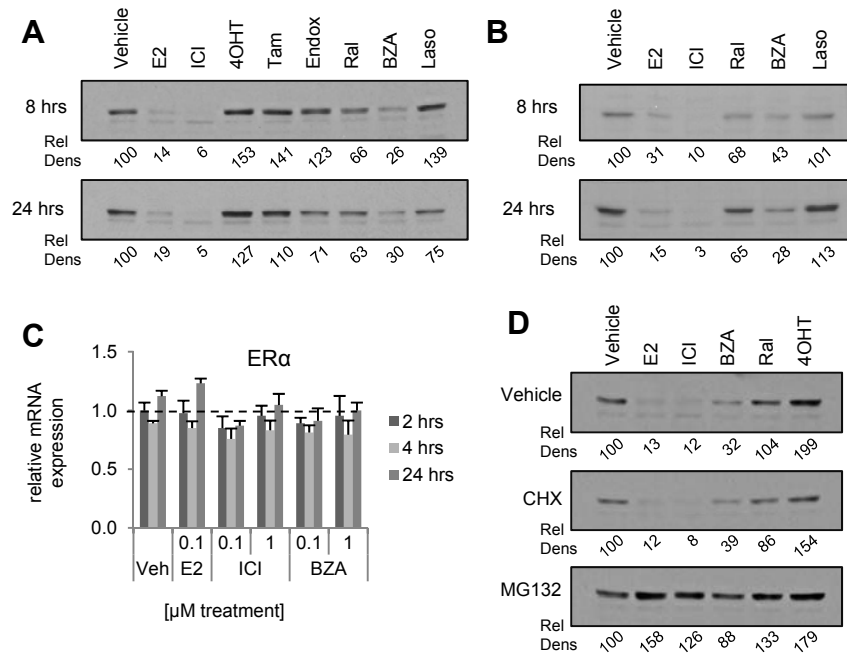 A
Vehicle E2 ICI 4OHT Tam Endox Ral BZA Laso
8 hrs
Rel
Dens 100 14 6 153 141 123 66 26 139
24 hrs
Rel
Dens 100 19 5 127 110 71 63 30 75
B
Vehicle E2 ICI Ral BZA Laso
8 hrs
Rel
Dens 100 31 10 68 43 101
24 hrs
Rel
Dens 100 15 3 65 28 113
C
ERα
relative mRNA
expression
1.5
1.0
0.5
0.0
2 hrs
4 hrs
24 hrs
0.1 0.1 1 0.1 1
Veh E2 ICI BZA
[µM treatment]
D
Vehicle E2 ICI BZA Ral 4OHT
Vehicle
Rel
Dens 100 13 12 32 104 199
CHX
Rel
Dens 100 12 8 39 86 154
MG132
Rel
Dens 100 158 126 88 133 179